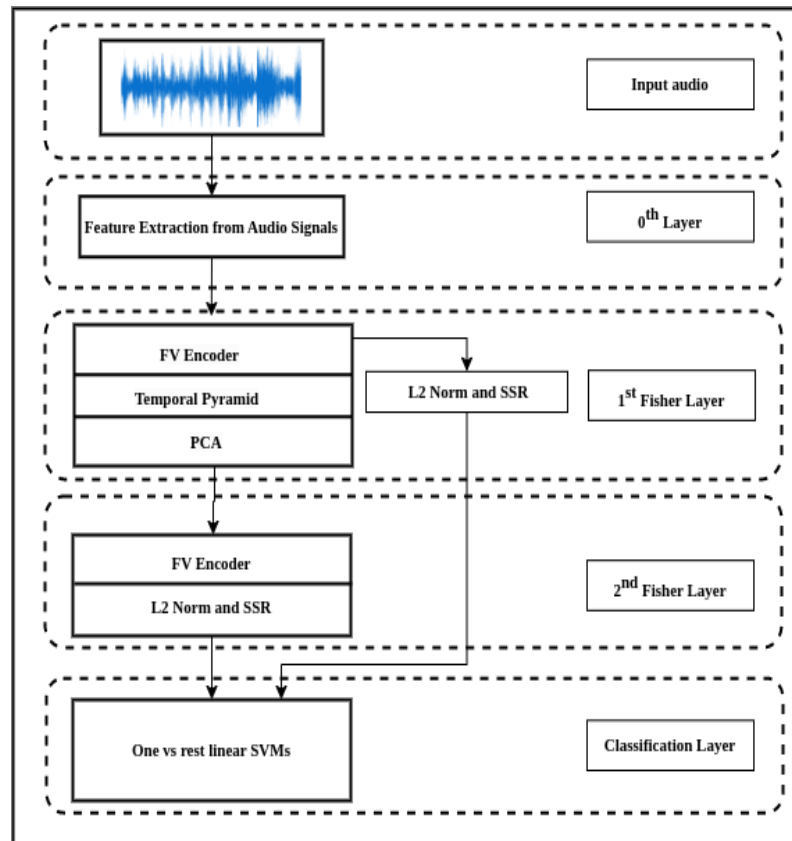 Input audio
Feature Extraction from Audio Signals
0th Layer
FV Encoder
Temporal Pyramid
PCA
L2 Norm and SSR
1st Fisher Layer
FV Encoder
L2 Norm and SSR
2nd Fisher Layer
One vs rest linear SVMs
Classification Layer